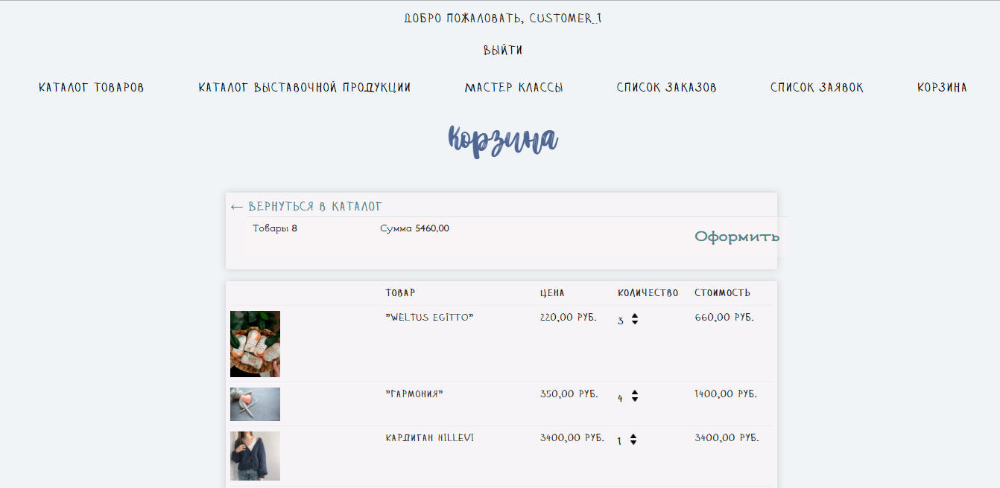 ДОБРО ПОЖАЛОВАТЬ, CUSTOMER_1
ВЫЙТИ
КАТАЛОГ ТОВАРОВ КАТАЛОГ ВЫСТАВОЧНОЙ ПРОДУКЦИИ МАСТЕР КЛАССЫ СПИСОК ЗАКАЗОВ СПИСОК ЗАЯВОК КОРЗИНА
корзина
← ВЕРНУТЬСЯ В КАТАЛОГ
Товары 8 Сумма 5460,00 Оформить
ТОВАР ЦЕНА КОЛИЧЕСТВО СТОИМОСТЬ
"WELTUS EGITTO" 220,00 РУБ. 3 660,00 РУБ.
"ГАРМОНИЯ" 350,00 РУБ. 4 1400,00 РУБ.
КАРДИГАН HILLEVI 3400,00 РУБ. 1 3400,00 РУБ.